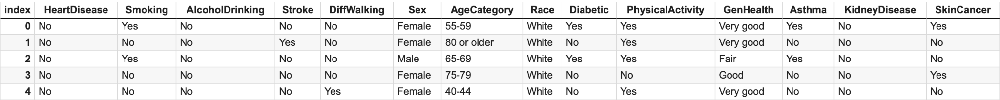 index HeartDisease Smoking AlcoholDrinking Stroke DiffWalking Sex AgeCategory Race Diabetic PhysicalActivity GenHealth Asthma KidneyDisease SkinCancer
0 No Yes No No No Female 55-59 White Yes Yes Very good Yes No Yes
1 No No No Yes No Female 80 or older White No Yes Very good No No No
2 No Yes No No No Male 65-69 White Yes Yes Fair Yes No No
3 No No No No No Female 75-79 White No No Good No No Yes
4 No No No No Yes Female 40-44 White No Yes Very good No No No